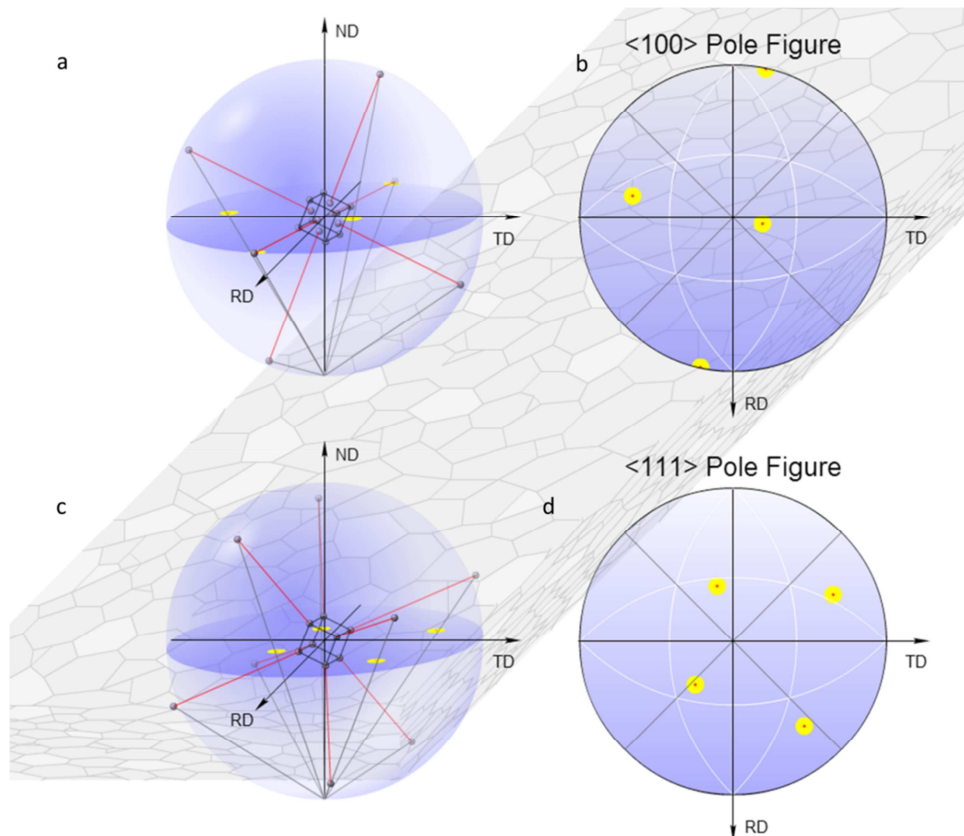 a
ND
TD
RD
b
<100> Pole Figure
TD
RD
c
ND
TD
RD
d
<111> Pole Figure
TD
RD